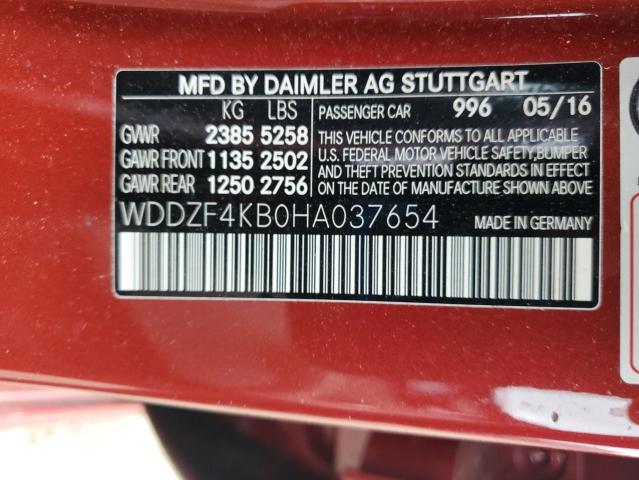 MFD BY DAIMLER AG STUTTGART
KG LBS PASSENGER CAR 996 05/16
GVWR 2385 5258 THIS VEHICLE CONFORMS TO ALL APPLICABLE
GAWR FRONT 1135 2502 U.S. FEDERAL MOTOR VEHICLE SAFETY, BUMPER
AND THEFT PREVENTION STANDARDS IN EFFECT
GAWR REAR 1250 2756 ON THE DATE OF MANUFACTURE SHOWN ABOVE
WDDZF4KB0HA037654 MADE IN GERMANY